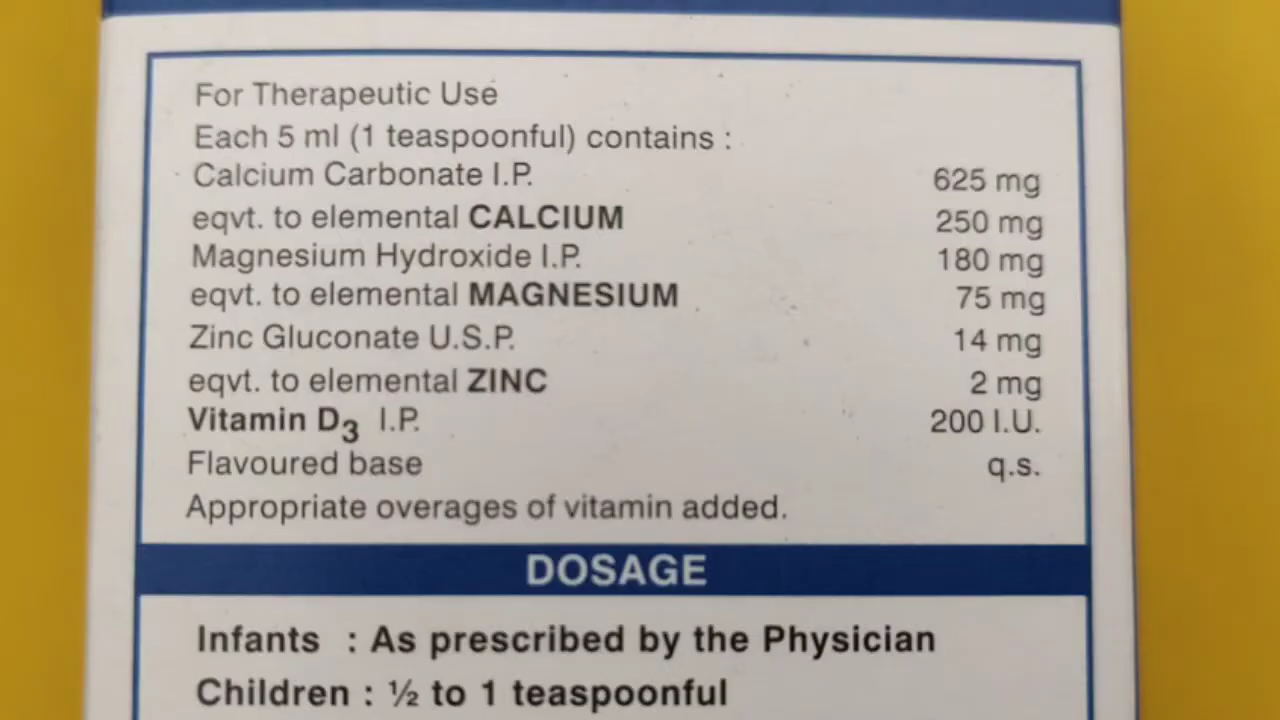 For Therapeutic Use
Each 5 ml (1 teaspoonful) contains :
Calcium Carbonate I.P. 625 mg
eqvt. to elemental CALCIUM 250 mg
Magnesium Hydroxide I.P. 180 mg
eqvt. to elemental MAGNESIUM 75 mg
Zinc Gluconate U.S.P. 14 mg
eqvt. to elemental ZINC 2 mg
Vitamin D3 I.P. 200 I.U.
Flavoured base q.s.
Appropriate overages of vitamin added.
DOSAGE
Infants : As prescribed by the Physician
Children : ½ to 1 teaspoonful